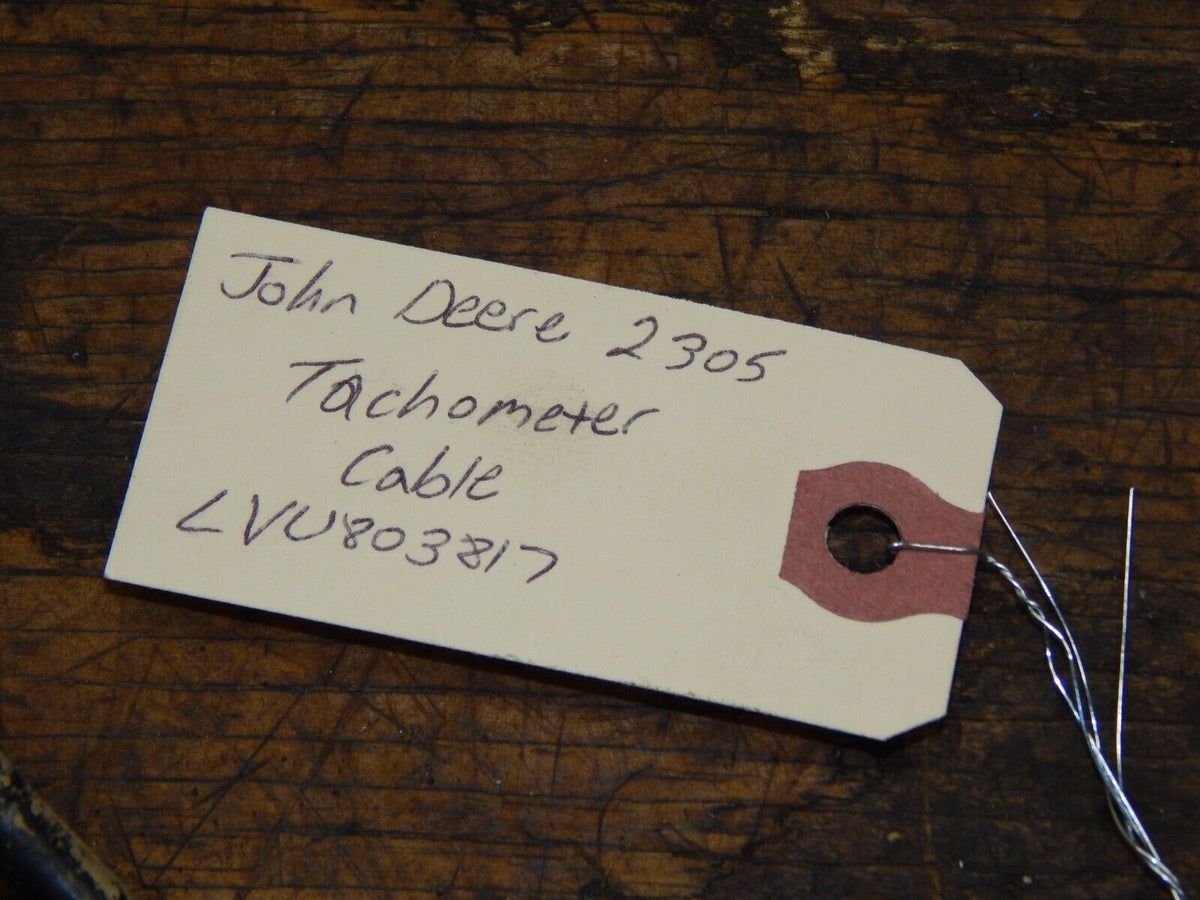 John Deere 2305
Tachometer
Cable
LVU803817